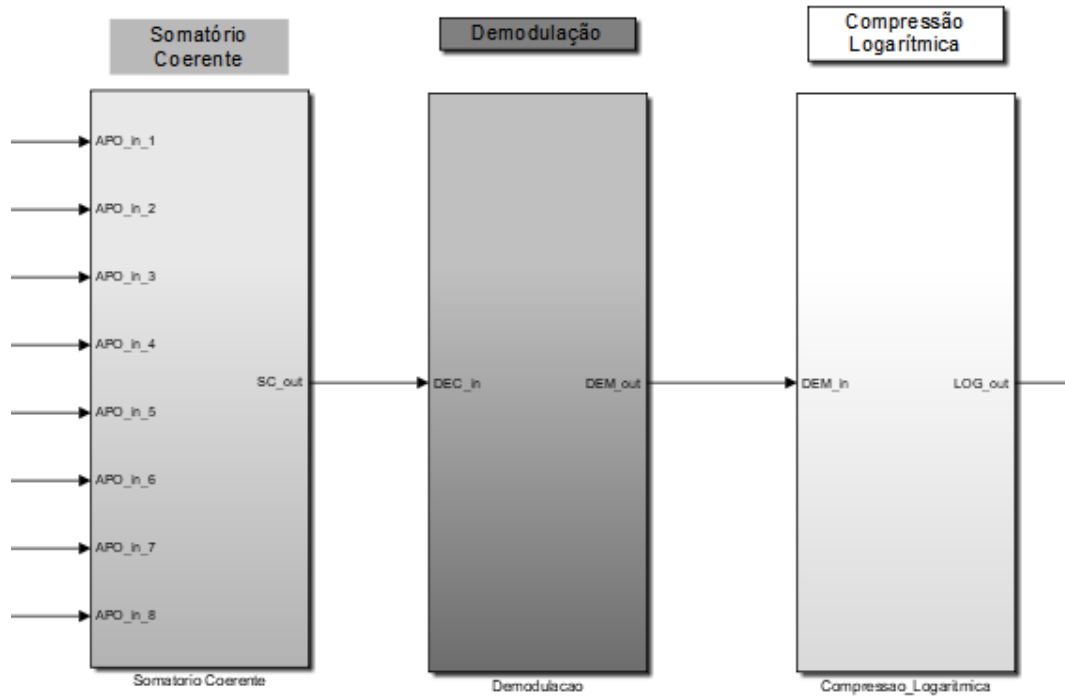 Somatório
Coerente
Demodulação
Compressão
Logarítmica
APO_in_1
APO_in_2
APO_in_3
APO_in_4
SC_out
APO_in_5
APO_in_6
APO_in_7
APO_in_8
DEC_in
DEM_out
DEM_in
LOG_out
Somatorio Coerente
Demodulacao
Compressao_Logaritmica